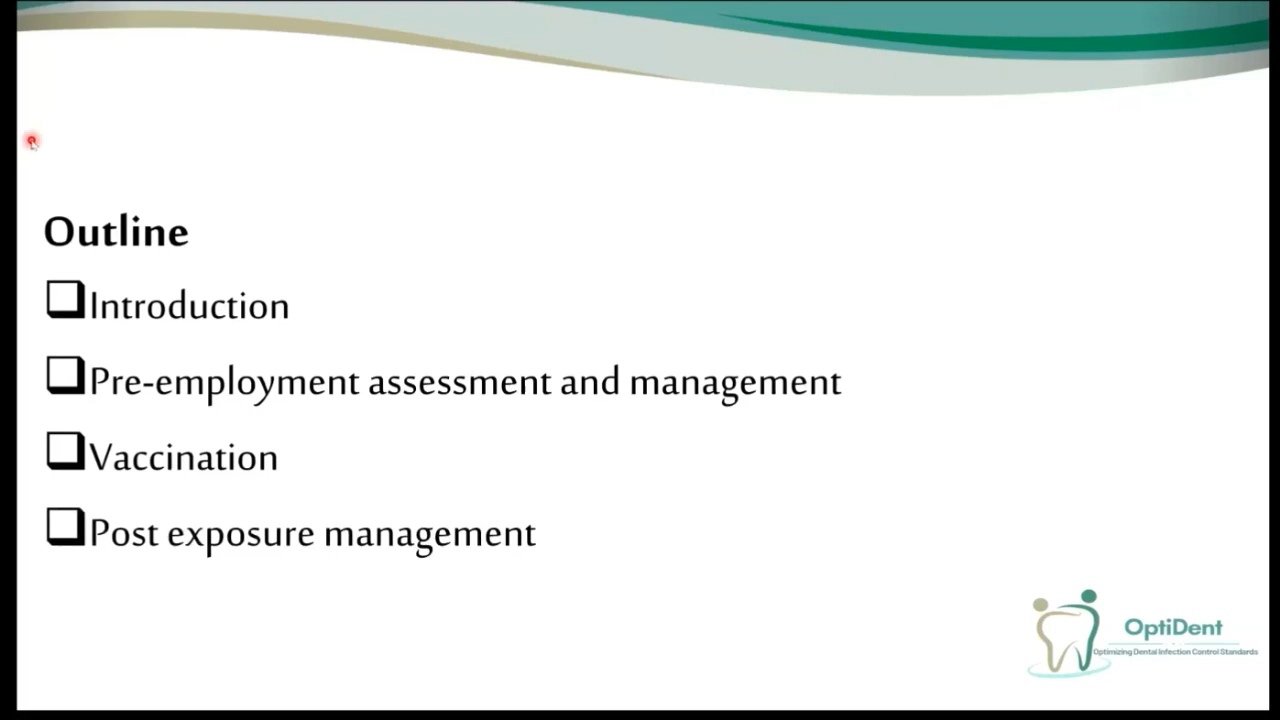 Outline
❑Introduction
❑Pre-employment assessment and management
❑Vaccination
❑Post exposure management
OptiDent
Optimizing Dental Infection Control Standards